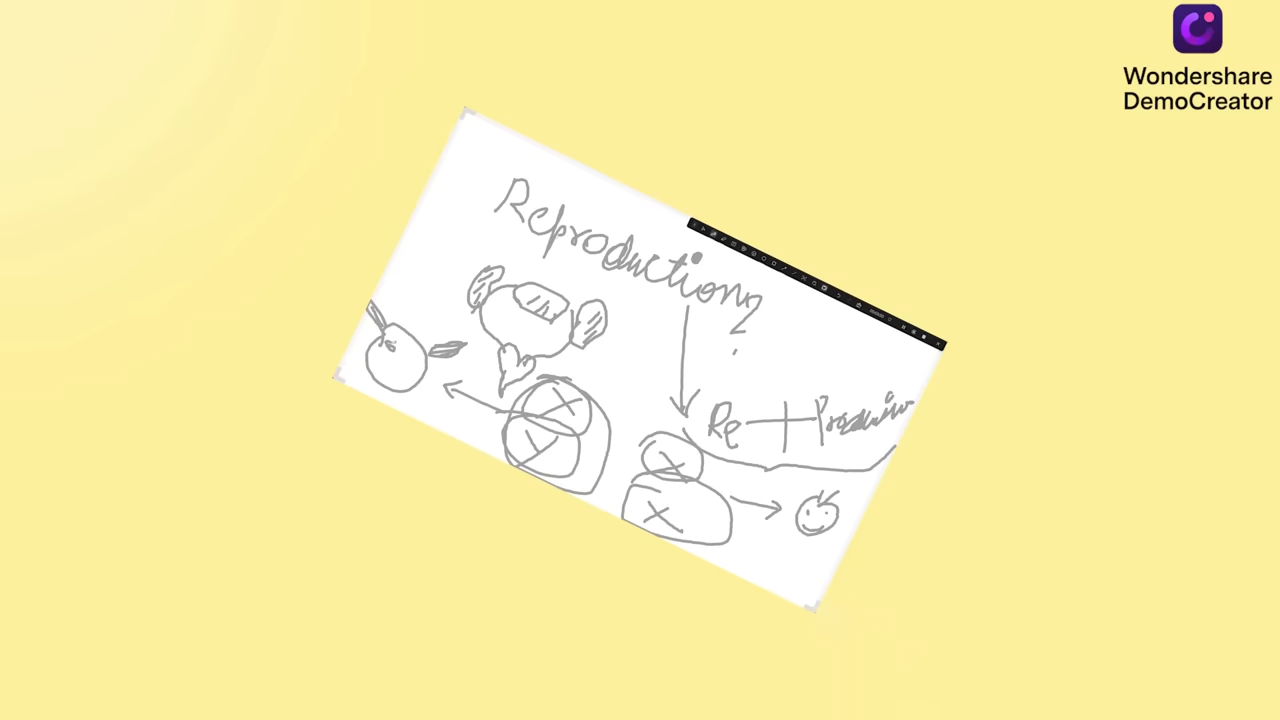 Wondershare
DemoCreator
Reproduction?
Re +
X
Y
X
X